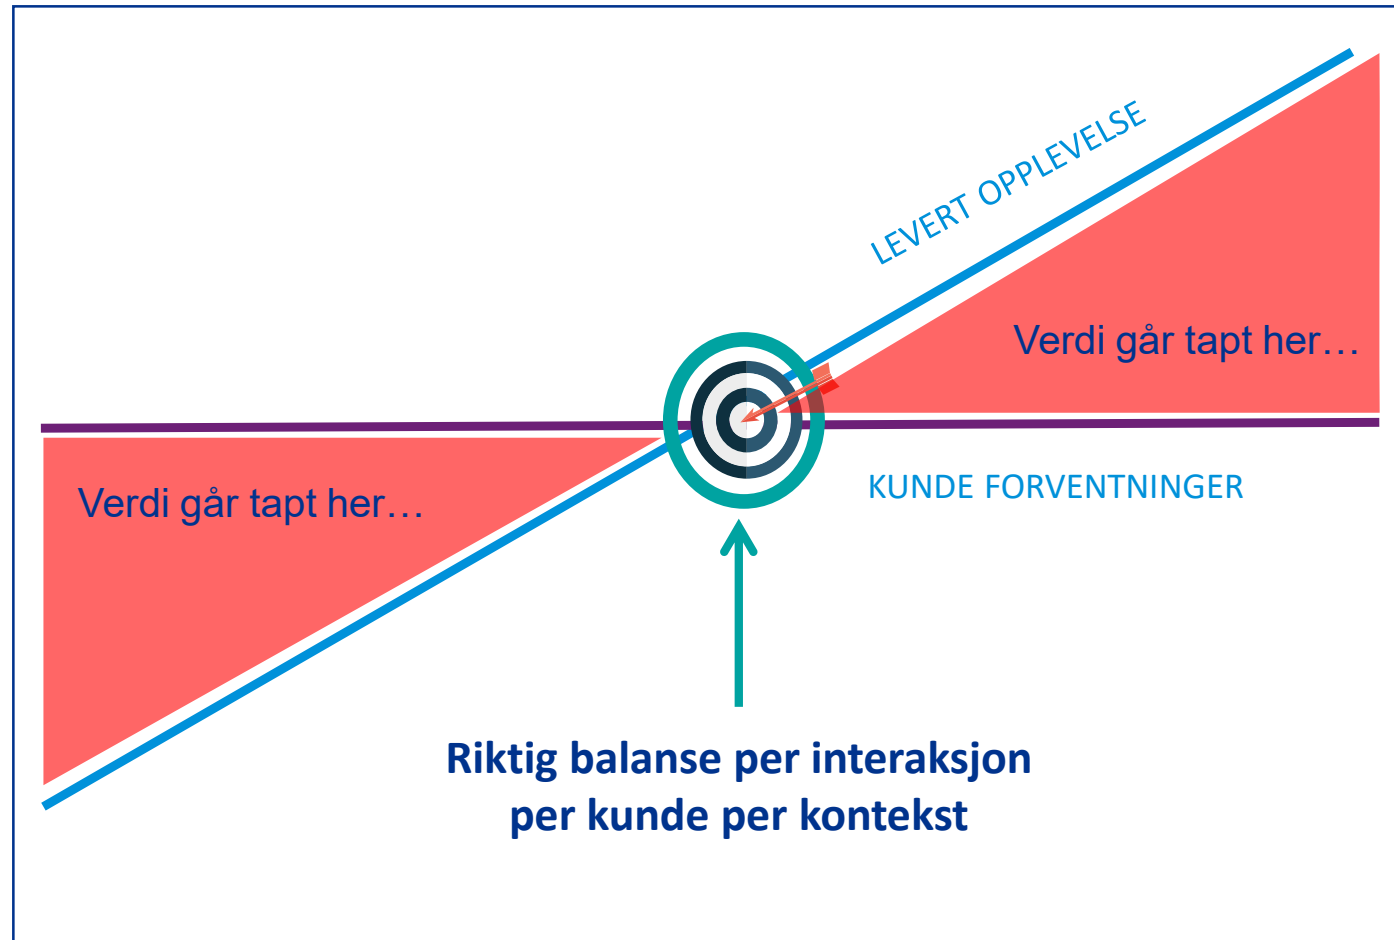 LEVERT OPPLEVELSE
Verdi går tapt her…
KUNDE FORVENTNINGER
Verdi går tapt her…
Riktig balanse per interaksjon
per kunde per kontekst